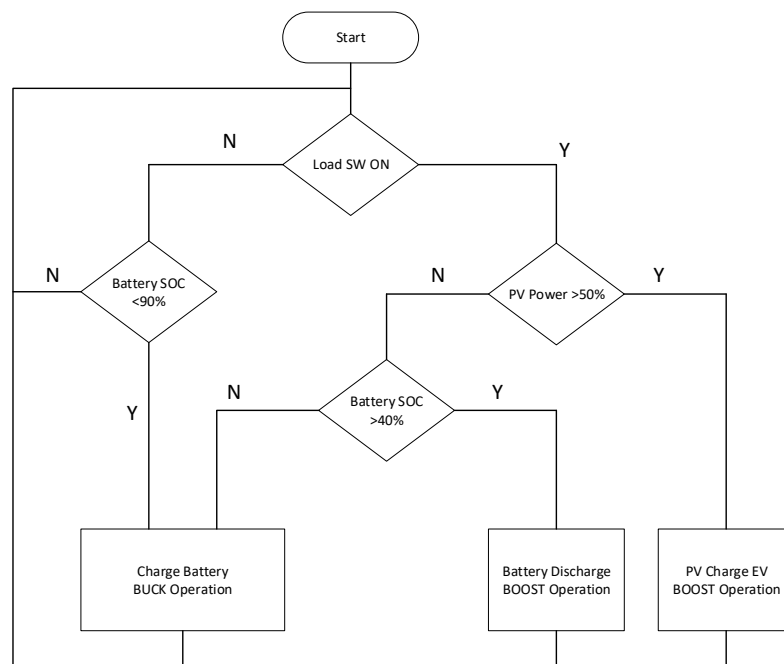 Start
N
Load SW ON
Y
N
Battery SOC
<90%
N
PV Power >50%
Y
Y
N
Battery SOC
>40%
Y
Charge Battery
BUCK Operation
Battery Discharge
BOOST Operation
PV Charge EV
BOOST Operation